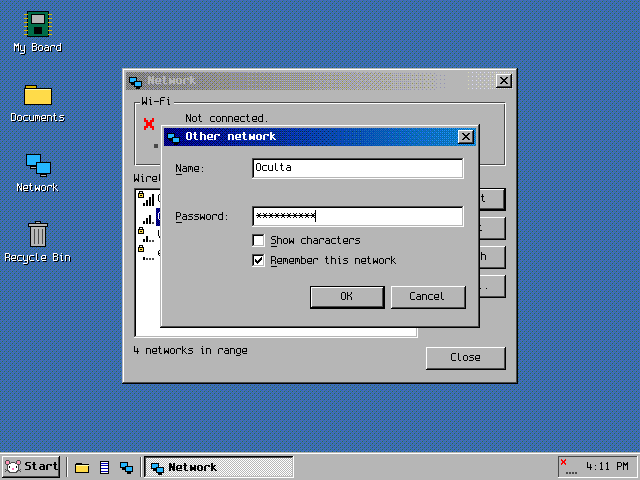 My Board
Documents
Network
Recycle Bin
Network
Wi-Fi
Not connected.
Other network
Name:
Oculta
Password:
**********
Show characters
Remember this network
OK
Cancel
4 networks in range
Close
Start
Network
4:11 PM